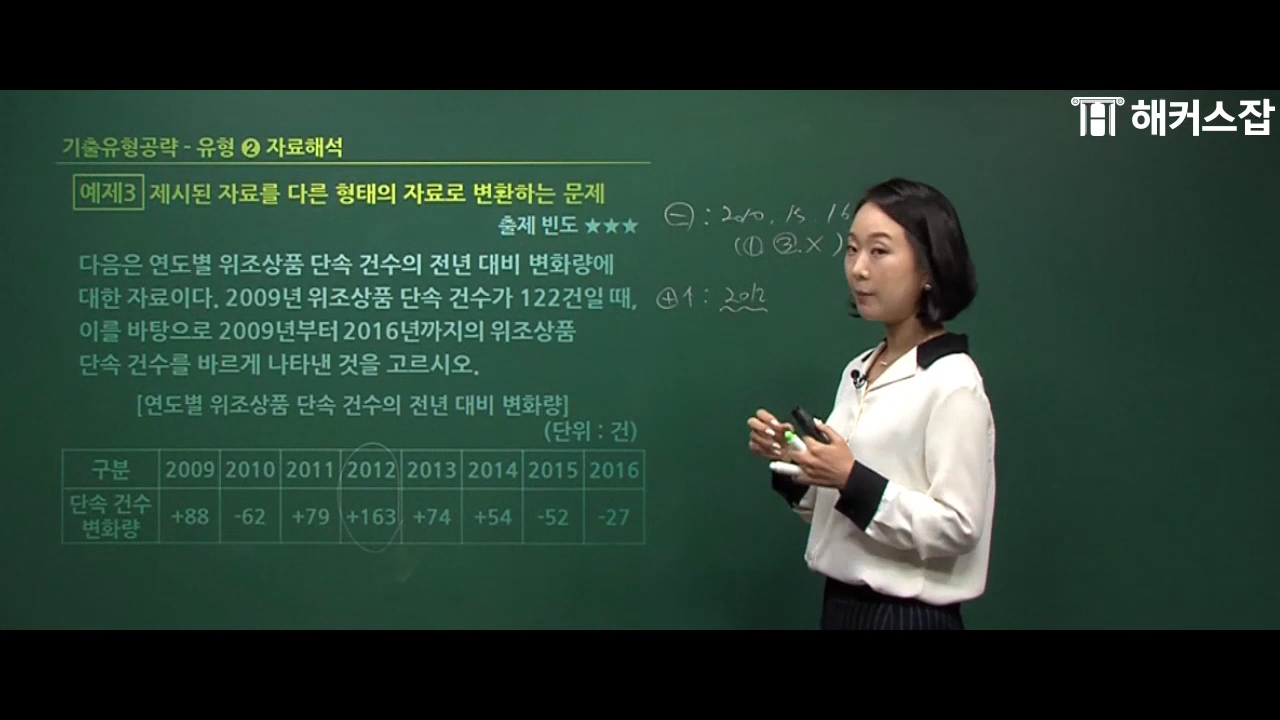 해커스잡
기출유형공략 - 유형 ❷ 자료해석
예제3 제시된 자료를 다른 형태의 자료로 변환하는 문제
출제 빈도 ★★★
다음은 연도별 위조상품 단속 건수의 전년 대비 변화량에
대한 자료이다. 2009년 위조상품 단속 건수가 122건일 때,
이를 바탕으로 2009년부터 2016년까지의 위조상품
단속 건수를 바르게 나타낸 것을 고르시오.
[연도별 위조상품 단속 건수의 전년 대비 변화량]
(단위 : 건)
구분 2009 2010 2011 2012 2013 2014 2015 2016
단속 건수
변화량 +88 -62 +79 +163 +74 +54 -52 -27
⊖ : 2010. 15. 16
(① ③. X )
⊕↑ : 2012